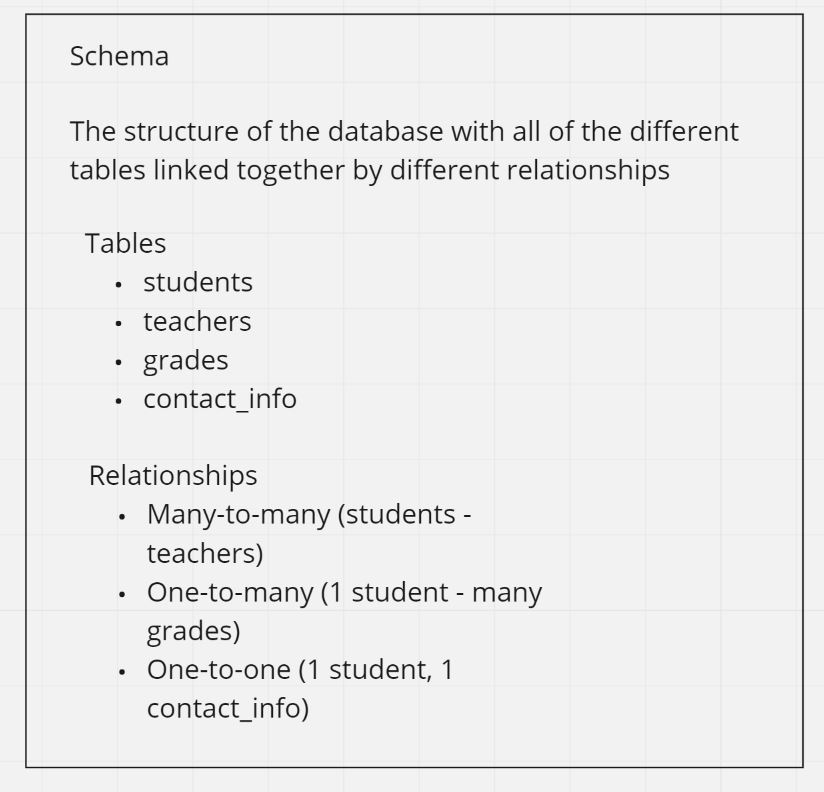 Schema
The structure of the database with all of the different
tables linked together by different relationships
Tables
• students
• teachers
• grades
• contact_info
Relationships
• Many-to-many (students -
teachers)
• One-to-many (1 student - many
grades)
• One-to-one (1 student, 1
contact_info)